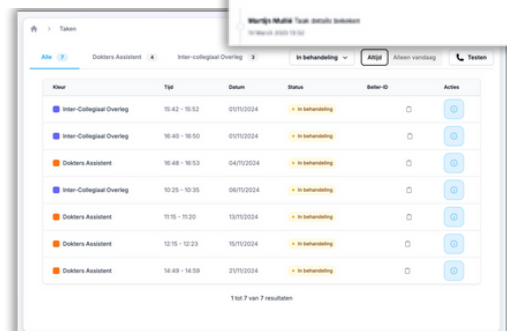 Martijn Mullié Taak details bekeken
> Taken
Alle 7 Dokters Assistent 4 Inter-collegiaal Overleg 3 In behandeling Altijd Alleen vandaag Testen
Kleur Tijd Datum Status Beller-ID Acties
Inter-Collegiaal Overleg 15:42 - 15:52 01/11/2024 In behandeling
Inter-Collegiaal Overleg 16:40 - 16:50 01/11/2024 In behandeling
Dokters Assistent 16:48 - 16:53 04/11/2024 In behandeling
Inter-Collegiaal Overleg 10:25 - 10:35 06/11/2024 In behandeling
Dokters Assistent 11:15 - 11:20 13/11/2024 In behandeling
Dokters Assistent 12:15 - 12:23 15/11/2024 In behandeling
Dokters Assistent 14:49 - 14:59 21/11/2024 In behandeling
1 tot 7 van 7 resultaten